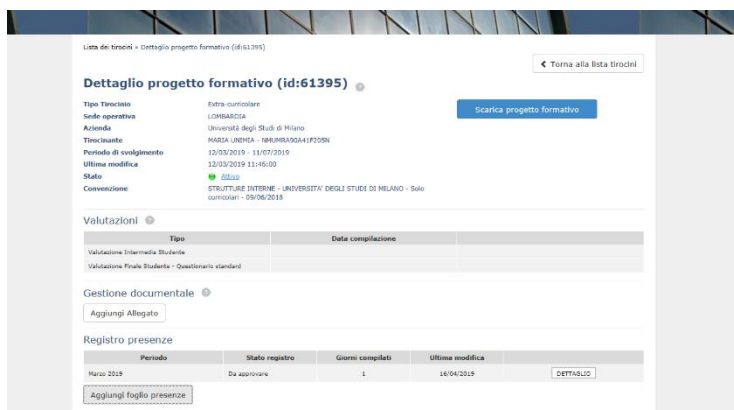 Lista dei tirocini » Dettaglio progetto formativo (id:61395)
Torna alla lista tirocini
Dettaglio progetto formativo (id:61395)
Scarica progetto formativo
Tipo Tirocinio Extra-curricolare
Sede operativa LOMBARDIA
Azienda Università degli Studi di Milano
Tirocinante MARIA UNIMIA - NMUMRA90A41F205N
Periodo di svolgimento 12/03/2019 - 11/07/2019
Ultima modifica 12/03/2019 11:46:00
Stato Attivo
Convenzione STRUTTURE INTERNE - UNIVERSITA' DEGLI STUDI DI MILANO - Solo
curricolari - 09/06/2018
Valutazioni
Tipo Data compilazione
Valutazione Intermedia Studente
Valutazione Finale Studente - Questionario standard
Gestione documentale
Aggiungi Allegato
Registro presenze
Periodo Stato registro Giorni compilati Ultima modifica
Marzo 2019 Da approvare 1 16/04/2019 DETTAGLIO
Aggiungi foglio presenze